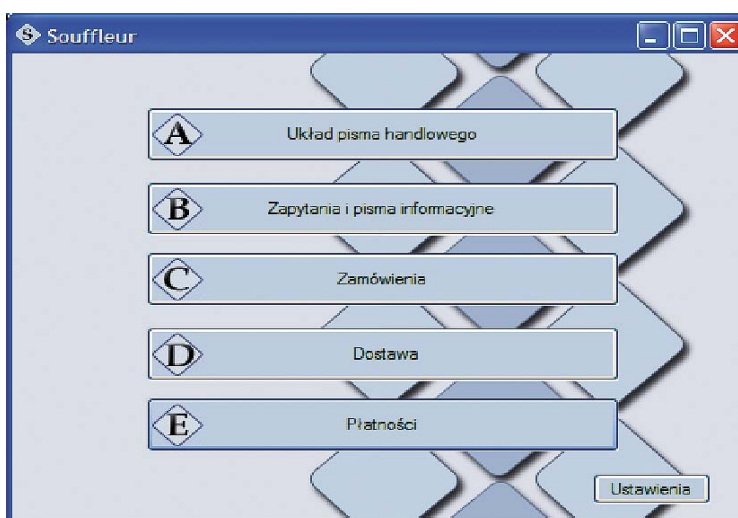 S Souffleur
A Układ pisma handlowego
B Zapytania i pisma informacyjne
C Zamówienia
D Dostawa
E Płatności
Ustawienia